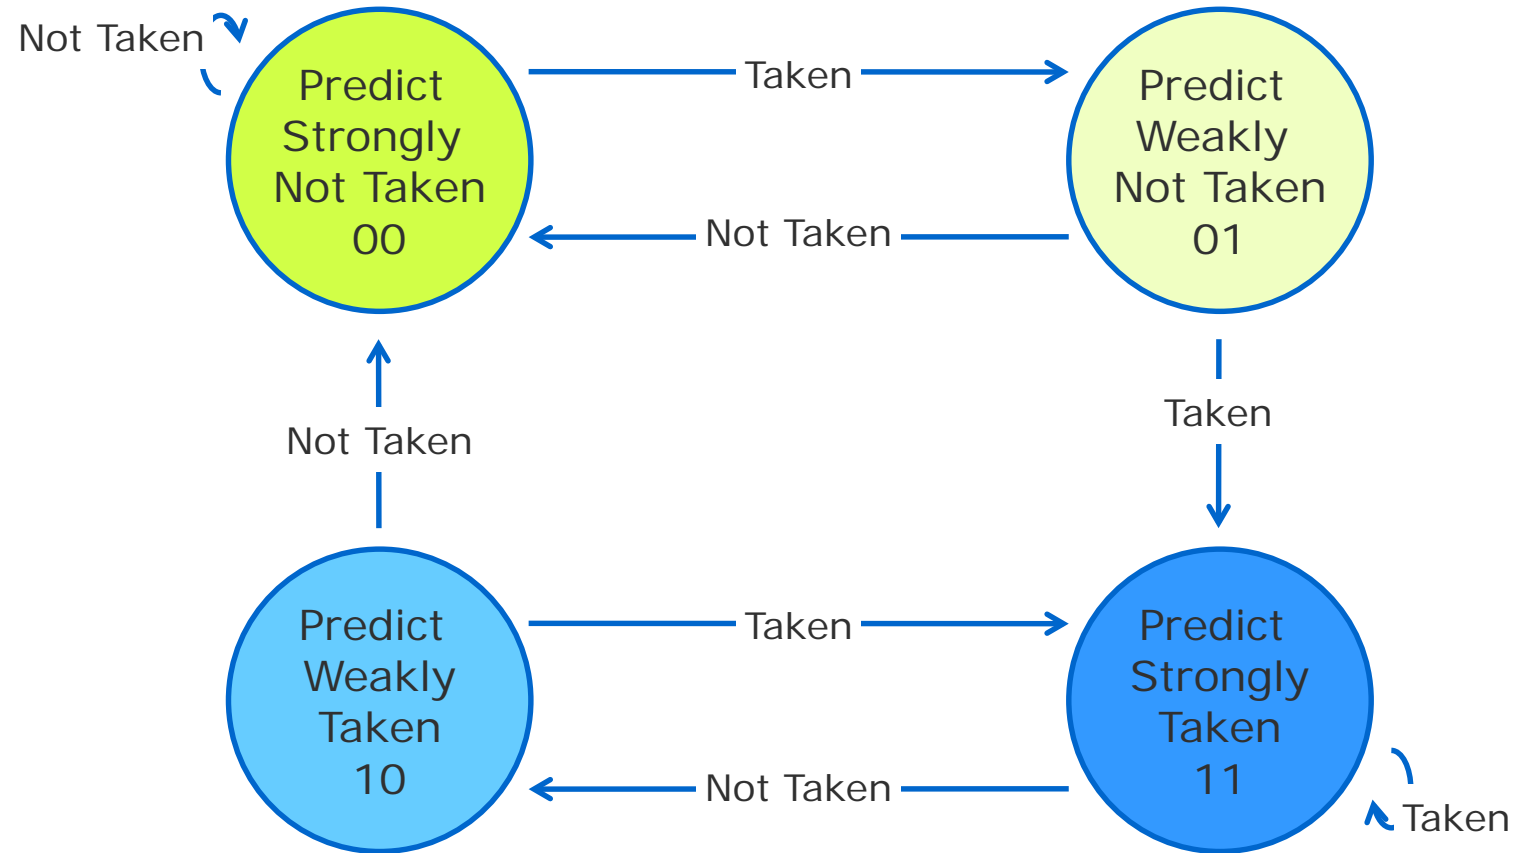 Not Taken
Predict
Strongly
Not Taken
00
Taken
Predict
Weakly
Not Taken
01
Not Taken
Not Taken
Taken
Predict
Weakly
Taken
10
Taken
Predict
Strongly
Taken
11
Not Taken
Taken